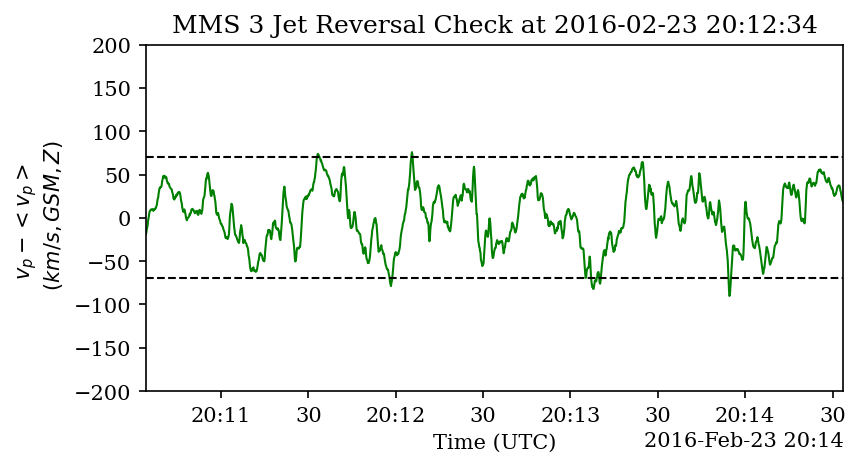 MMS 3 Jet Reversal Check at 2016-02-23 20:12:34
v_p − <v_p>
(km/s, GSM, Z)
200
150
100
50
0
−50
−100
−150
−200
20:11 30 20:12 30 20:13 30 20:14 30
Time (UTC) 2016-Feb-23 20:14